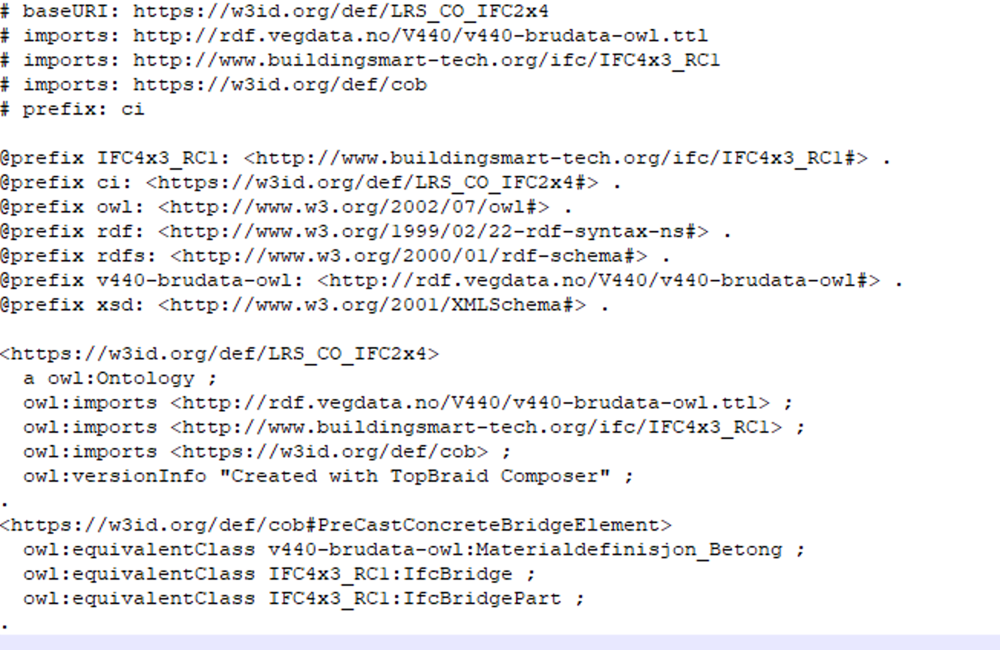 # baseURI: https://w3id.org/def/LRS_CO_IFC2x4
# imports: http://rdf.vegdata.no/V440/v440-brudata-owl.ttl
# imports: http://www.buildingsmart-tech.org/ifc/IFC4x3_RC1
# imports: https://w3id.org/def/cob
# prefix: ci

@prefix IFC4x3_RC1: <http://www.buildingsmart-tech.org/ifc/IFC4x3_RC1#> .
@prefix ci: <https://w3id.org/def/LRS_CO_IFC2x4#> .
@prefix owl: <http://www.w3.org/2002/07/owl#> .
@prefix rdf: <http://www.w3.org/1999/02/22-rdf-syntax-ns#> .
@prefix rdfs: <http://www.w3.org/2000/01/rdf-schema#> .
@prefix v440-brudata-owl: <http://rdf.vegdata.no/V440/v440-brudata-owl#> .
@prefix xsd: <http://www.w3.org/2001/XMLSchema#> .

<https://w3id.org/def/LRS_CO_IFC2x4>
  a owl:Ontology ;
  owl:imports <http://rdf.vegdata.no/V440/v440-brudata-owl.ttl> ;
  owl:imports <http://www.buildingsmart-tech.org/ifc/IFC4x3_RC1> ;
  owl:imports <https://w3id.org/def/cob> ;
  owl:versionInfo "Created with TopBraid Composer" ;
.
<https://w3id.org/def/cob#PreCastConcreteBridgeElement>
  owl:equivalentClass v440-brudata-owl:Materialdefinisjon_Betong ;
  owl:equivalentClass IFC4x3_RC1:IfcBridge ;
  owl:equivalentClass IFC4x3_RC1:IfcBridgePart ;
.